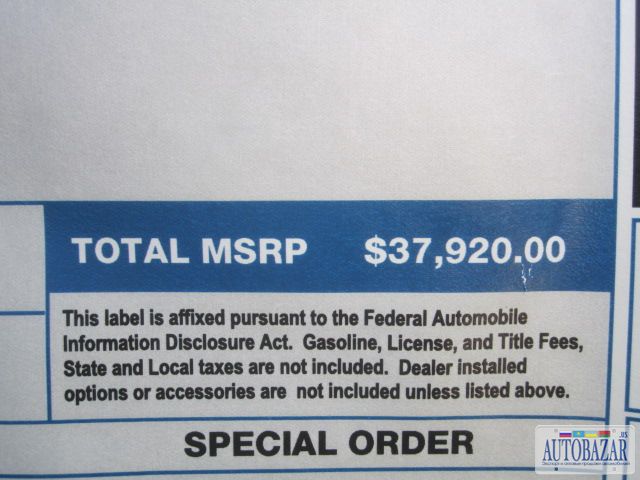 TOTAL MSRP $37,920.00
This label is affixed pursuant to the Federal Automobile
Information Disclosure Act. Gasoline, License, and Title Fees,
State and Local taxes are not included. Dealer installed
options or accessories are not included unless listed above.
SPECIAL ORDER
.US
AUTOBAZAR